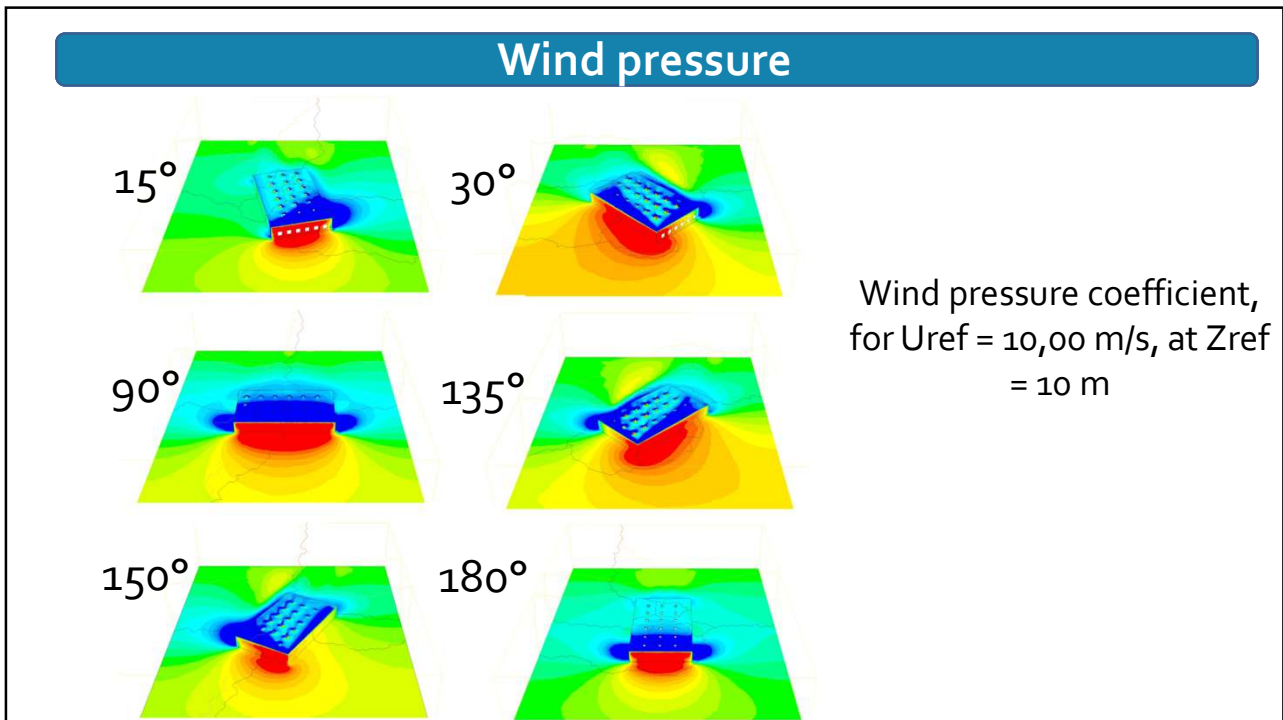 Wind pressure
15°
30°
90°
135°
150°
180°
Wind pressure coefficient,
for Uref = 10,00 m/s, at Zref
= 10 m